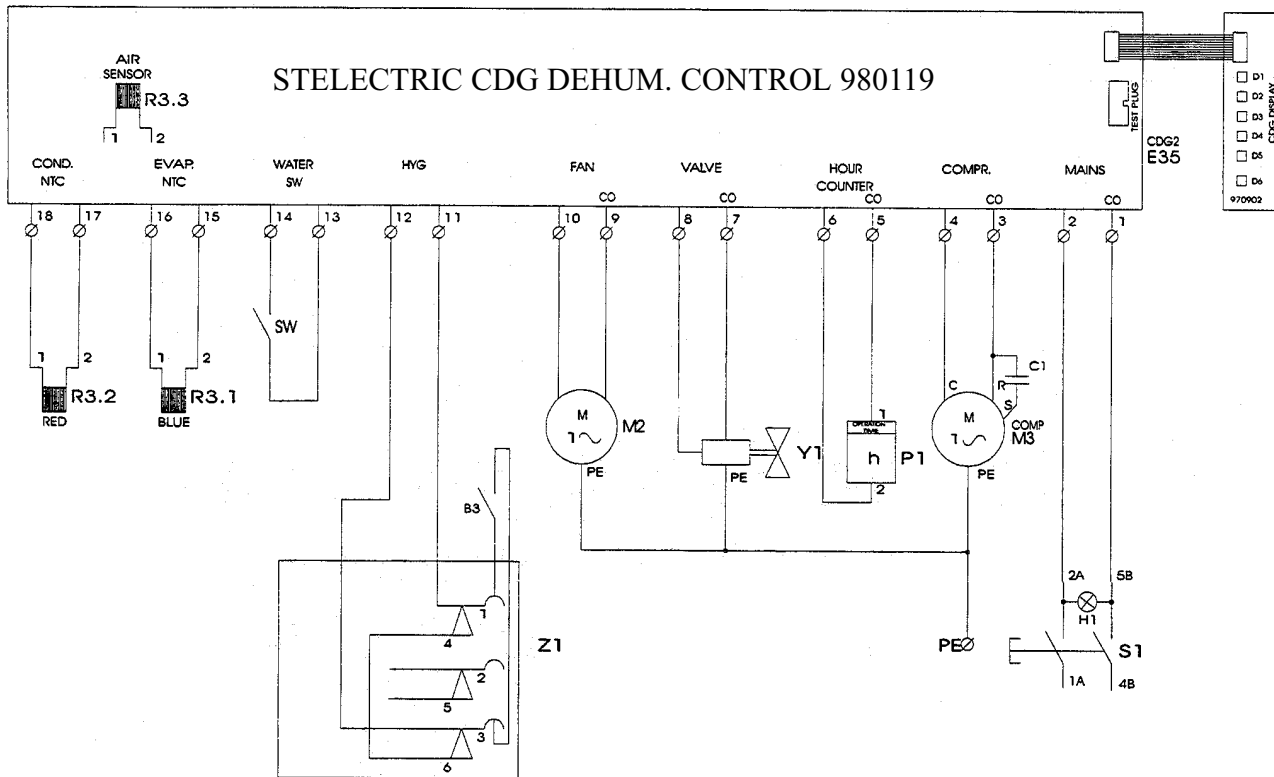 STELECTRIC CDG DEHUM. CONTROL 980119
AIR
SENSOR
R3.3
1 2
TEST PLUG
CDG2
E35
D1
D2
D3
D4
D5
D6
CDG DISPLAY
970902
COND.
NTC
EVAP.
NTC
WATER
SW
HYG
FAN
VALVE
HOUR
COUNTER
COMPR.
MAINS
CO CO CO CO CO
18 17 16 15 14 13 12 11 10 9 8 7 6 5 4 3 2 1
SW
1 2
R3.2
RED
1 2
R3.1
BLUE
M
1
M2
PE
Y1
PE
1
OPERATION
TIME
h
P1
2
C1
R
C
S
M
1
COMP
M3
PE
B3
1
4
2
5
3
6
Z1
PE
2A 5B
H1
S1
1A 4B